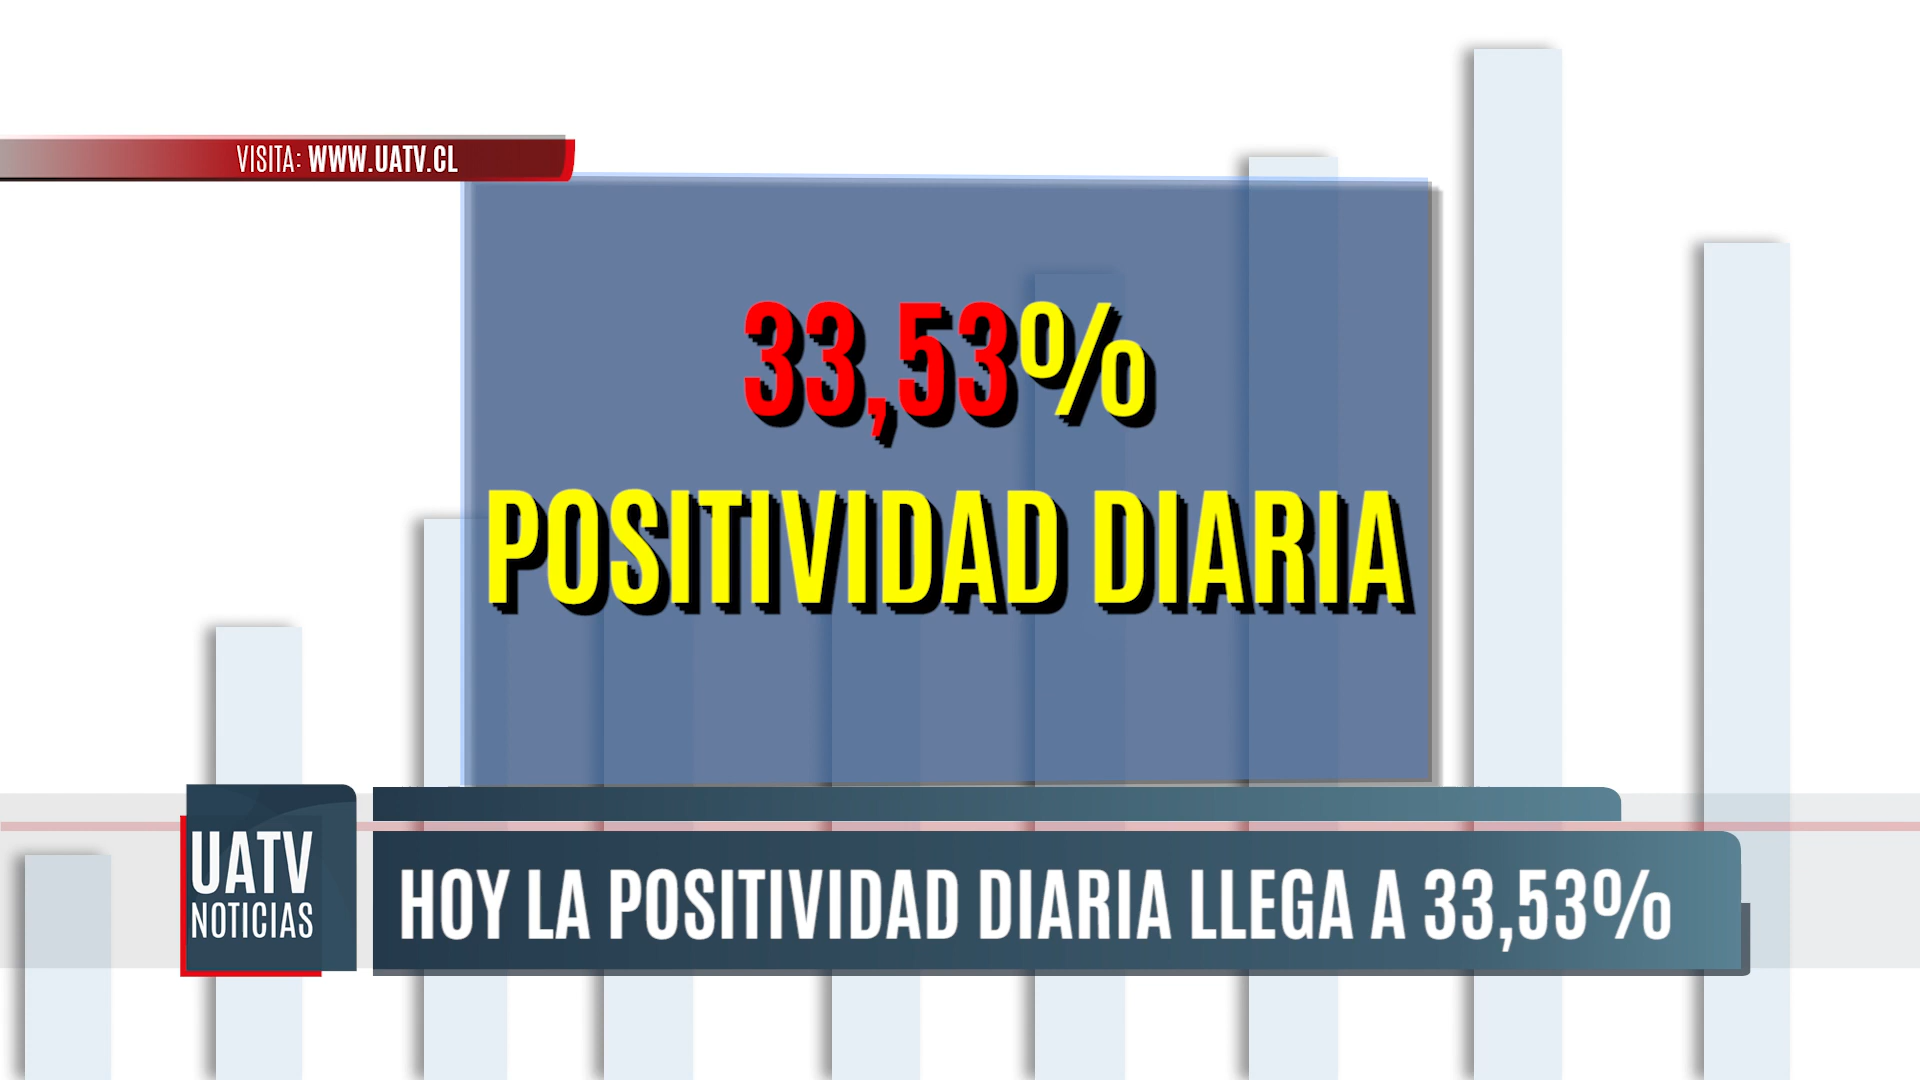 VISITA: WWW.UATV.CL
33,53%
POSITIVIDAD DIARIA
UATV
NOTICIAS
HOY LA POSITIVIDAD DIARIA LLEGA A 33,53%